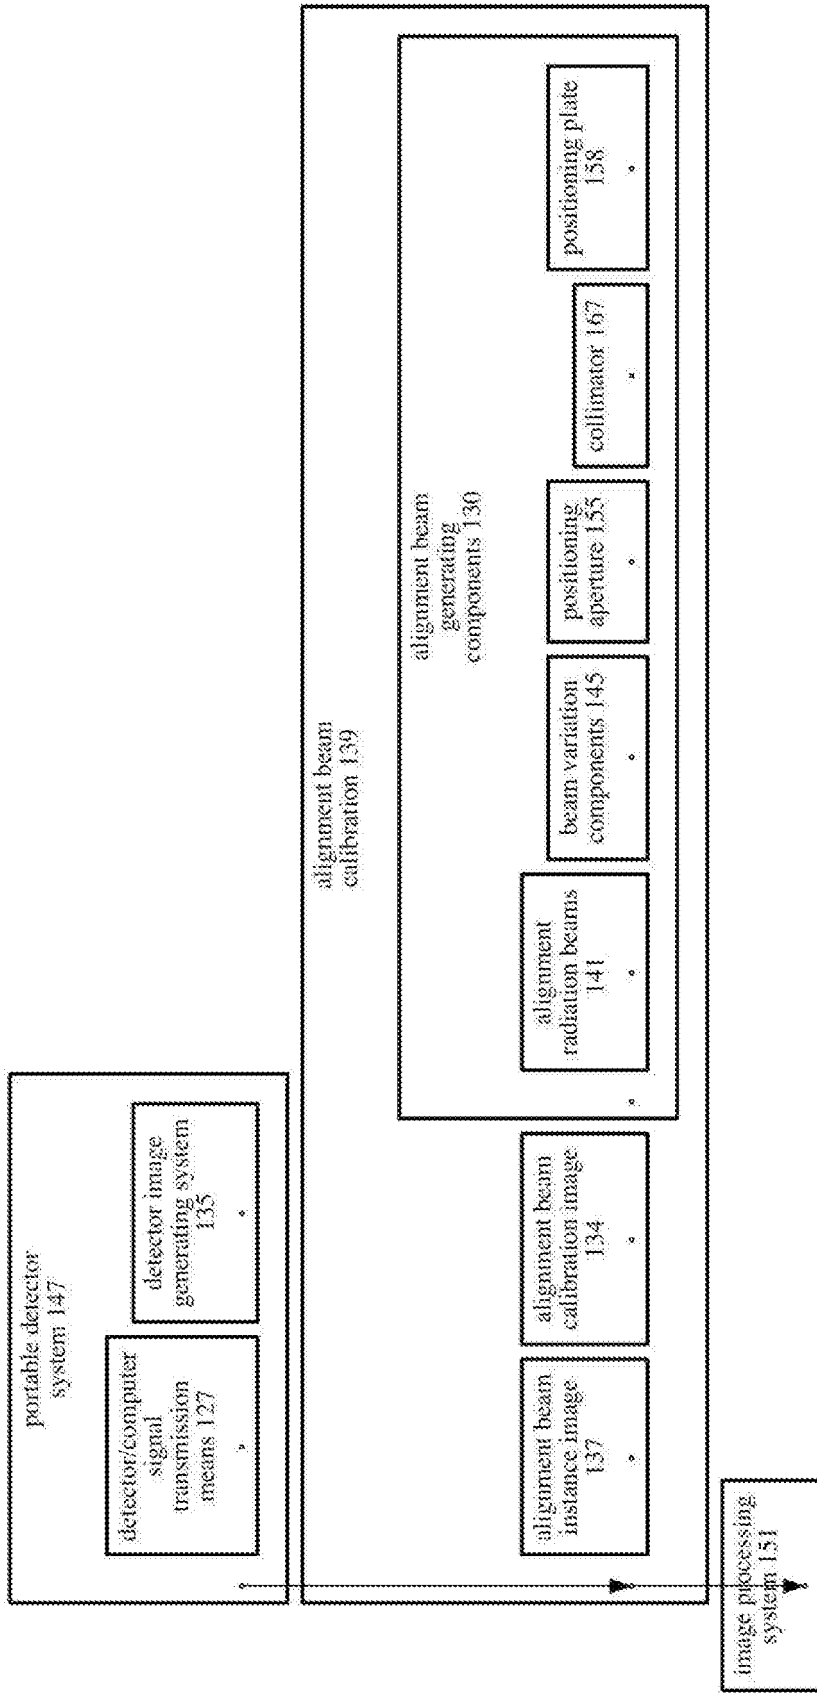 portable detector
system 147
detector/computer
signal
transmission
means 127
detector image
generating system
135
alignment beam
calibration 139
alignment beam
instance image
137
alignment beam
calibration image
134
alignment beam
generating
components 130
alignment
radiation beams
141
beam variation
components 145
positioning
aperture 155
collimator 167
positioning plate
158
image processing
system 151